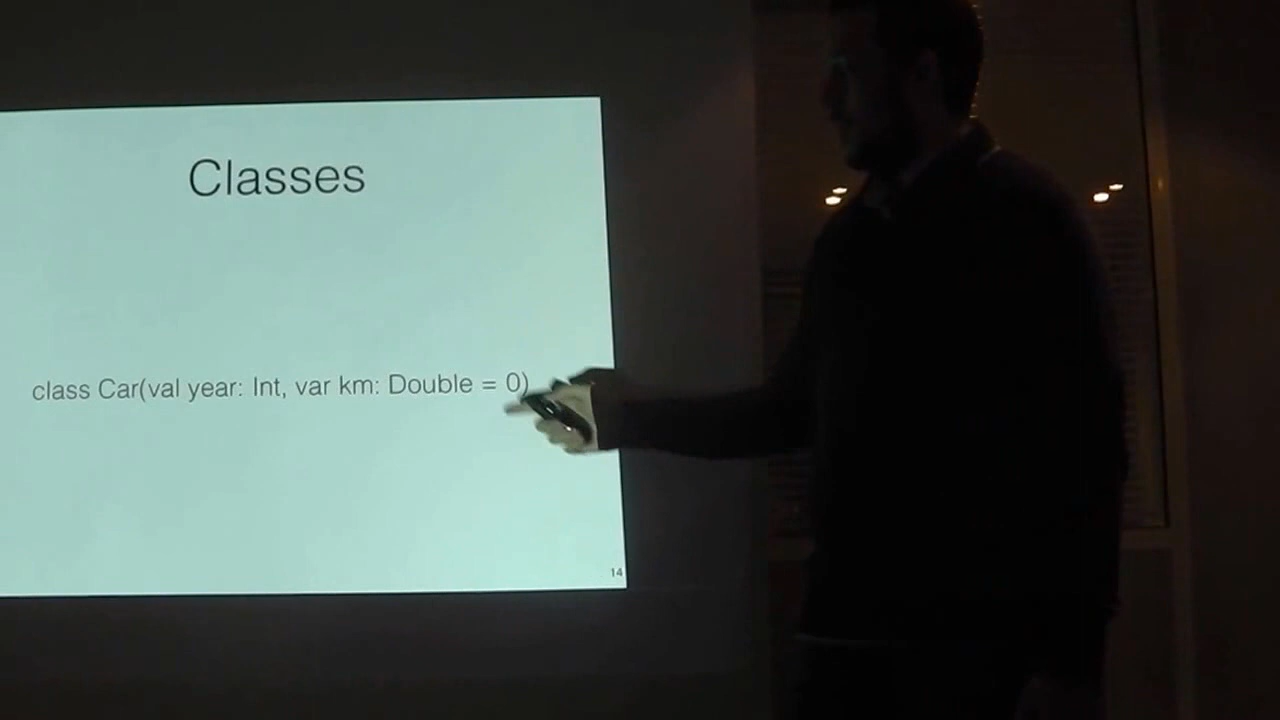 Classes
class Car(val year: Int, var km: Double = 0)
14